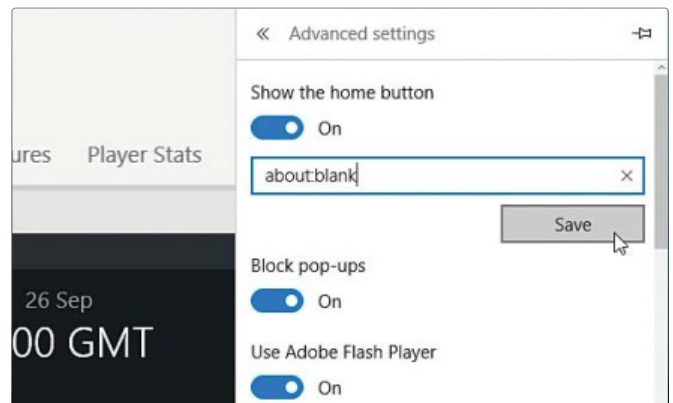 « Advanced settings
Show the home button
On
ures Player Stats
about:blank
Save
Block pop-ups
26 Sep
On
00 GMT
Use Adobe Flash Player
On